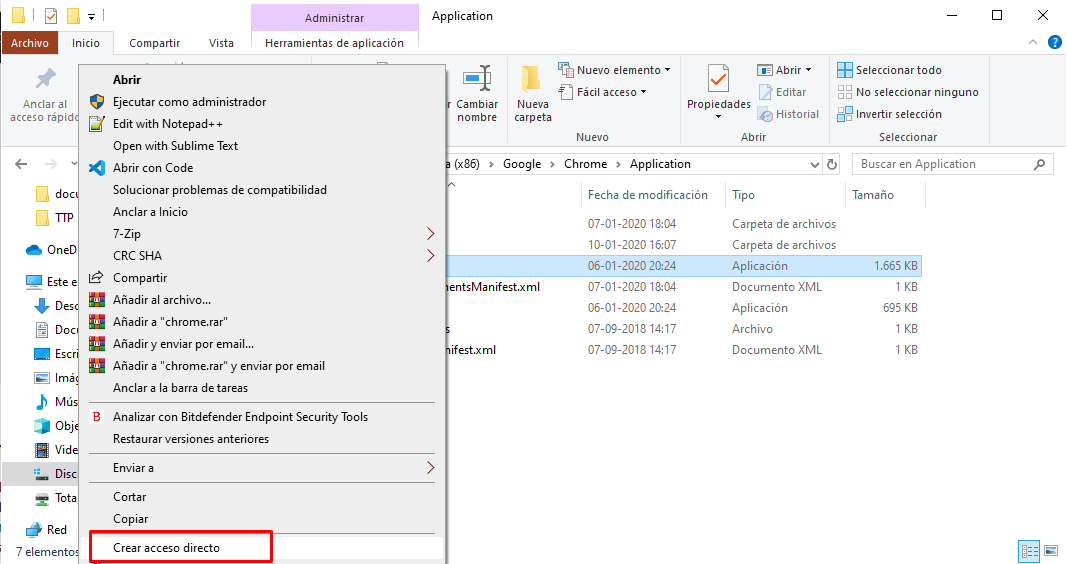 Administrar
Application
Archivo
Inicio
Compartir
Vista
Herramientas de aplicación
Anclar al
acceso rápido
Cambiar
nombre
Nueva
carpeta
Nuevo elemento
Fácil acceso
Nuevo
Propiedades
Abrir
Editar
Historial
Abrir
Seleccionar todo
No seleccionar ninguno
Invertir selección
Seleccionar
(x86) > Google > Chrome > Application
Buscar en Application
Fecha de modificación
Tipo
Tamaño
07-01-2020 18:04 Carpeta de archivos
10-01-2020 16:07 Carpeta de archivos
06-01-2020 20:24 Aplicación 1.665 KB
entsManifest.xml 07-01-2020 18:04 Documento XML 1 KB
06-01-2020 20:24 Aplicación 695 KB
s 07-09-2018 14:17 Archivo 1 KB
nifest.xml 07-09-2018 14:17 Documento XML 1 KB
docu
TTP
OneD
Este e
Desc
Docu
Escri
Imág
Mús
Obje
Vide
Disc
Tota
Red
7 elementos
Abrir
Ejecutar como administrador
Edit with Notepad++
Open with Sublime Text
Abrir con Code
Solucionar problemas de compatibilidad
Anclar a Inicio
7-Zip
CRC SHA
Compartir
Añadir al archivo...
Añadir a "chrome.rar"
Añadir y enviar por email...
Añadir a "chrome.rar" y enviar por email
Anclar a la barra de tareas
Analizar con Bitdefender Endpoint Security Tools
Restaurar versiones anteriores
Enviar a
Cortar
Copiar
Crear acceso directo